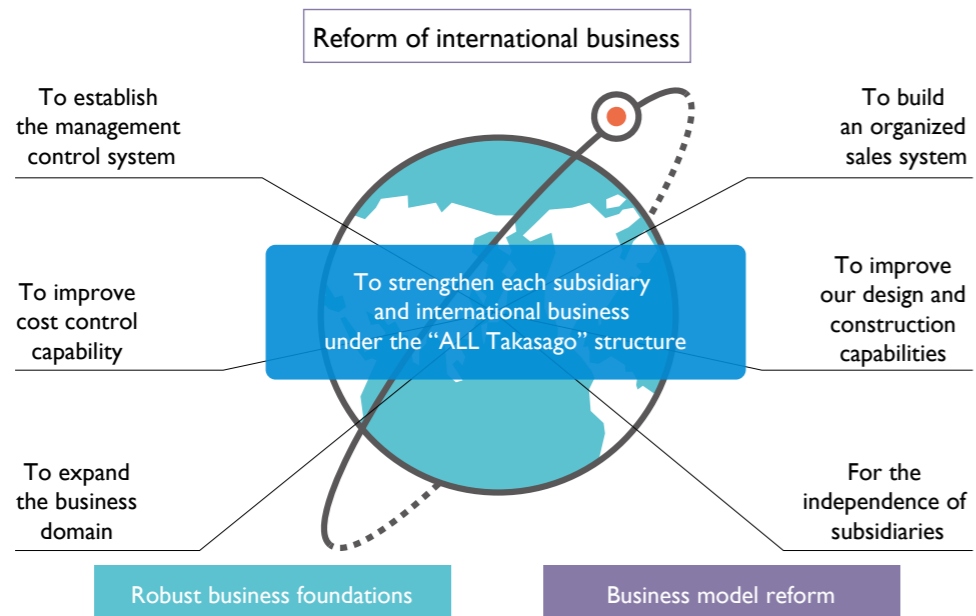 Reform of international business
To establish
the management
control system
To build
an organized
sales system
To strengthen each subsidiary
and international business
under the “ALL Takasago” structure
To improve
cost control
capability
To improve
our design and
construction
capabilities
To expand
the business
domain
For the
independence of
subsidiaries
Robust business foundations
Business model reform